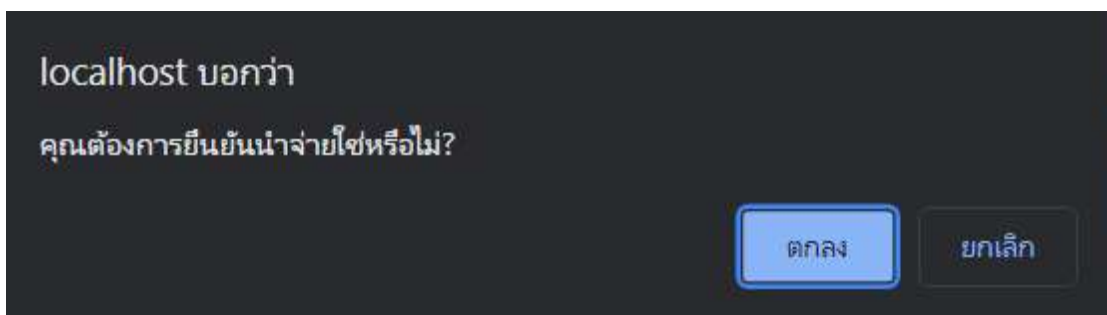 localhost บอกว่า
คุณต้องการยืนยันนำจ่ายใช่หรือไม่?
ตกลง ยกเลิก